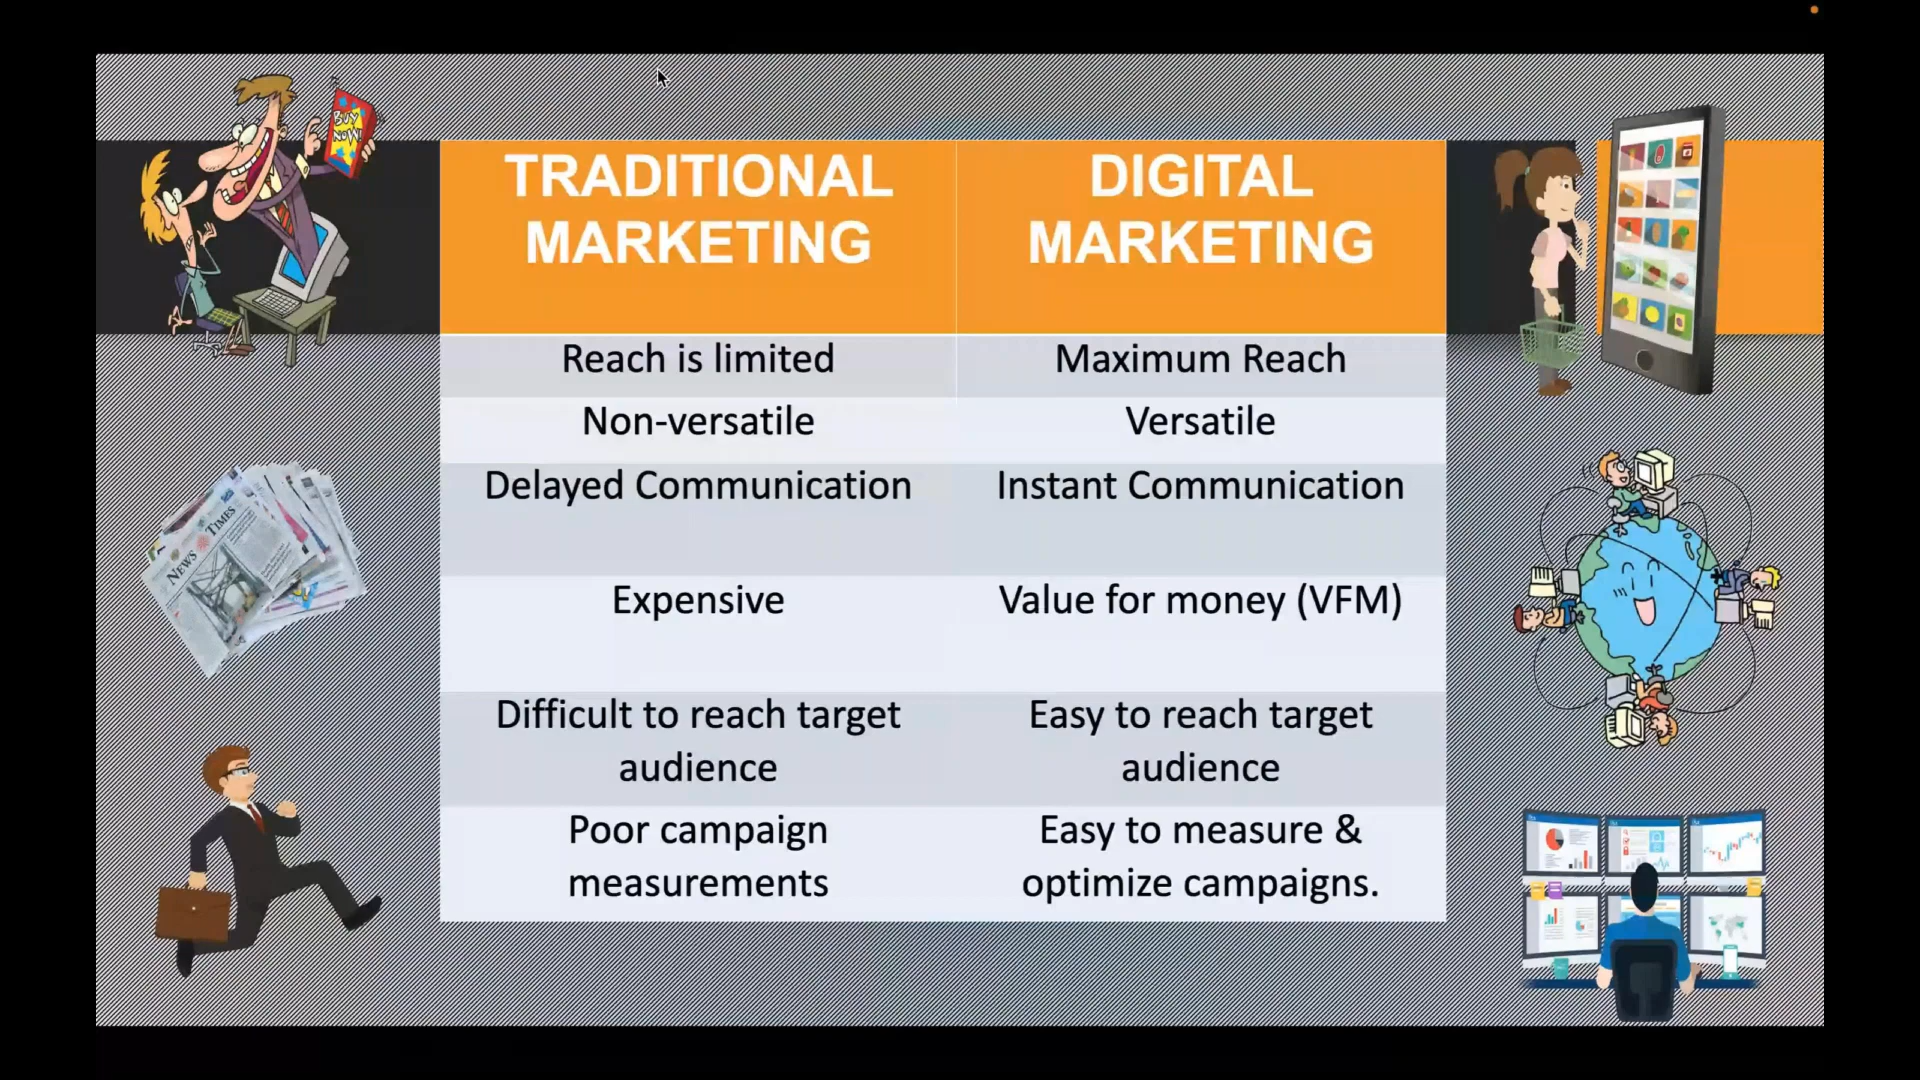 BUY
NOW!
TRADITIONAL
MARKETING
DIGITAL
MARKETING
Reach is limited
Maximum Reach
Non-versatile
Versatile
Delayed Communication
Instant Communication
Expensive
Value for money (VFM)
NEWS TIMES
Difficult to reach target
audience
Easy to reach target
audience
Poor campaign
measurements
Easy to measure &
optimize campaigns.